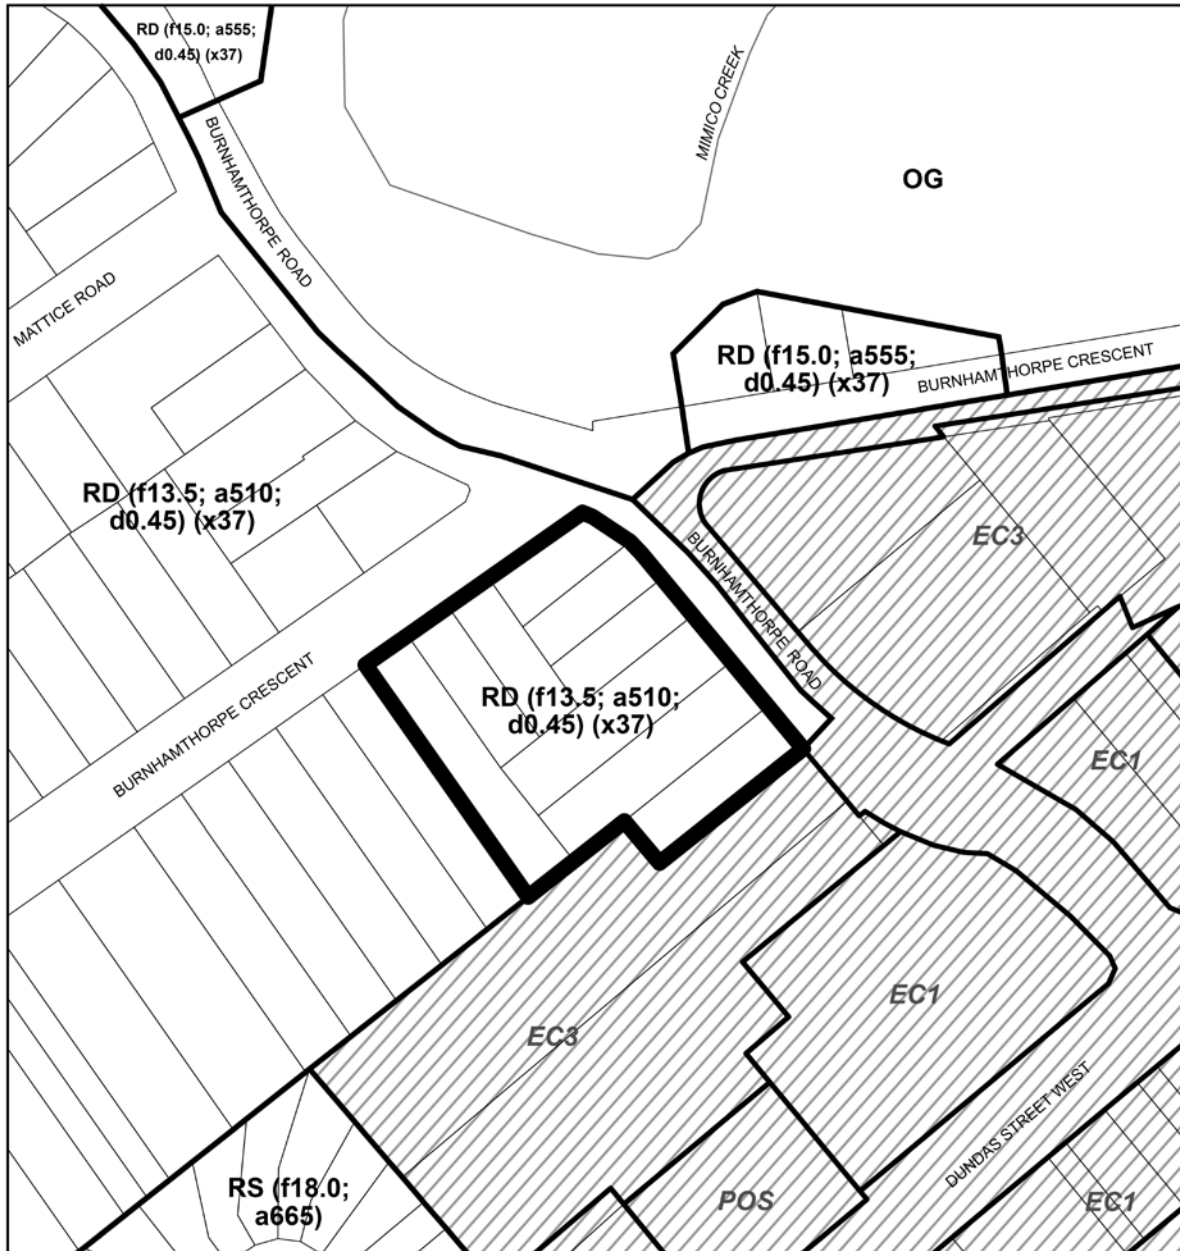 RD (f15.0; a555;
d0.45) (x37)
BURNHAMTHORPE ROAD
MIMICO CREEK
OG
MATTICE ROAD
RD (f15.0; a555;
d0.45) (x37)
BURNHAMTHORPE CRESCENT
RD (f13.5; a510;
d0.45) (x37)
EC3
BURNHAMTHORPE ROAD
BURNHAMTHORPE CRESCENT
RD (f13.5; a510;
d0.45) (x37)
EC1
EC1
EC3
DUNDAS STREET WEST
RS (f18.0;
a665)
POS
EC1